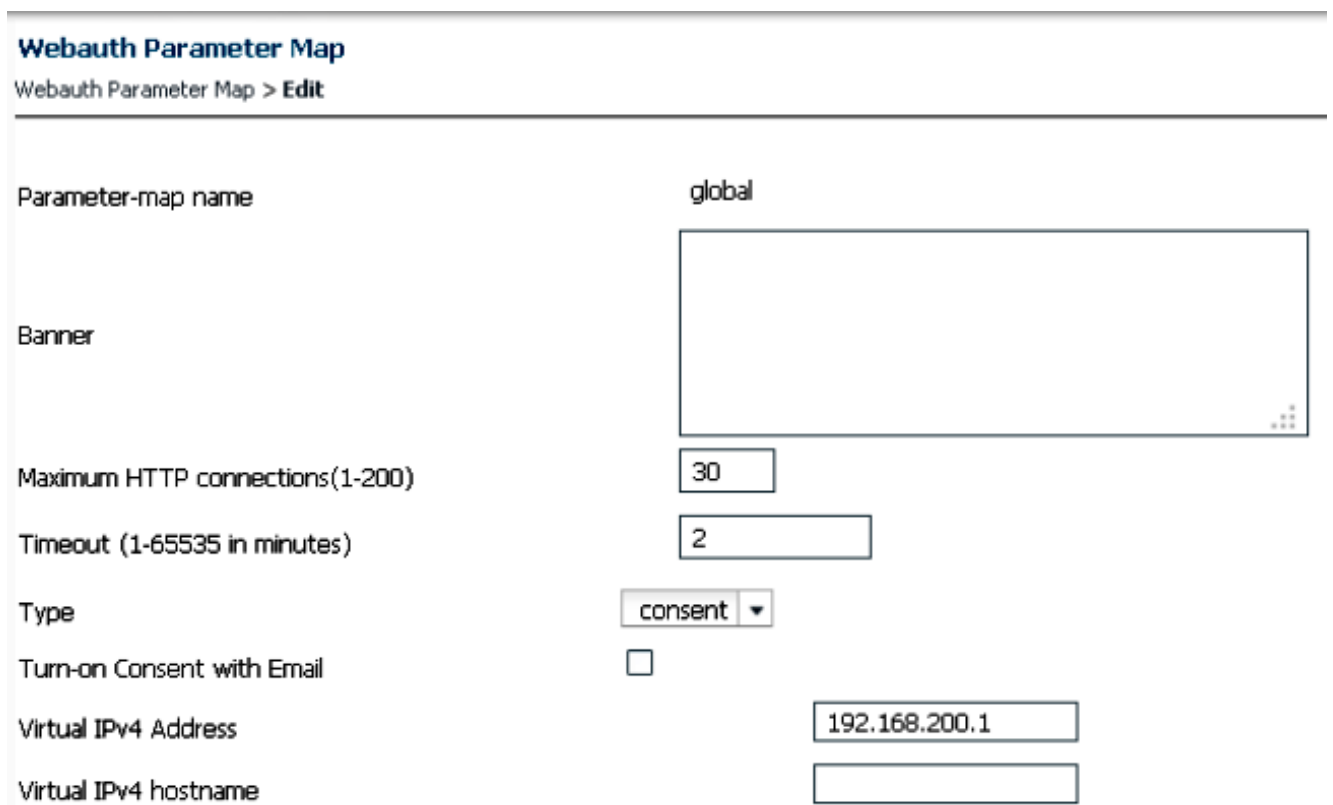 Webauth Parameter Map
Webauth Parameter Map > Edit
Parameter-map name global
Banner
Maximum HTTP connections(1-200) 30
Timeout (1-65535 in minutes) 2
Type consent
Turn-on Consent with Email
Virtual IPv4 Address 192.168.200.1
Virtual IPv4 hostname